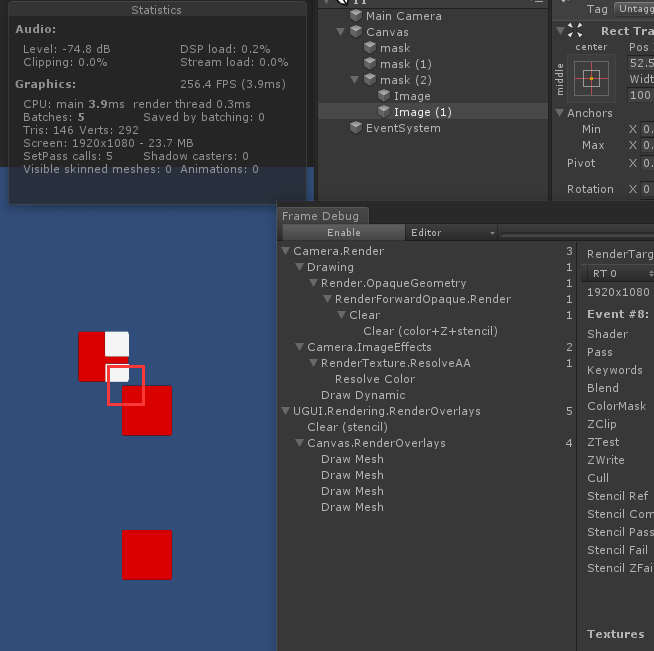 Statistics
Audio:
Level: -74.8 dB DSP load: 0.2%
Clipping: 0.0% Stream load: 0.0%
Graphics: 256.4 FPS (3.9ms)
CPU: main 3.9ms render thread 0.3ms
Batches: 5 Saved by batching: 0
Tris: 146 Verts: 292
Screen: 1920x1080 - 23.7 MB
SetPass calls: 5 Shadow casters: 0
Visible skinned meshes: 0 Animations: 0
Main Camera
Canvas
mask
mask (1)
mask (2)
Image
Image (1)
EventSystem
Tag Untagg
Rect Tra
center Pos
middle
52.5
Widt
100
Anchors
Min X 0.
Max X 0.
Pivot X 0.
Rotation X 0
Frame Debug
Enable Editor
Camera.Render 3
Drawing 1
Render.OpaqueGeometry 1
RenderForwardOpaque.Render 1
Clear 1
Clear (color+Z+stencil)
Camera.ImageEffects 2
RenderTexture.ResolveAA 1
Resolve Color
Draw Dynamic
UGUI.Rendering.RenderOverlays 5
Clear (stencil)
Canvas.RenderOverlays 4
Draw Mesh
Draw Mesh
Draw Mesh
Draw Mesh
RenderTarg
RT 0
1920x1080
Event #8:
Shader
Pass
Keywords
Blend
ColorMask
ZClip
ZTest
ZWrite
Cull
Stencil Ref
Stencil Com
Stencil Pass
Stencil Fail
Stencil ZFai
Textures